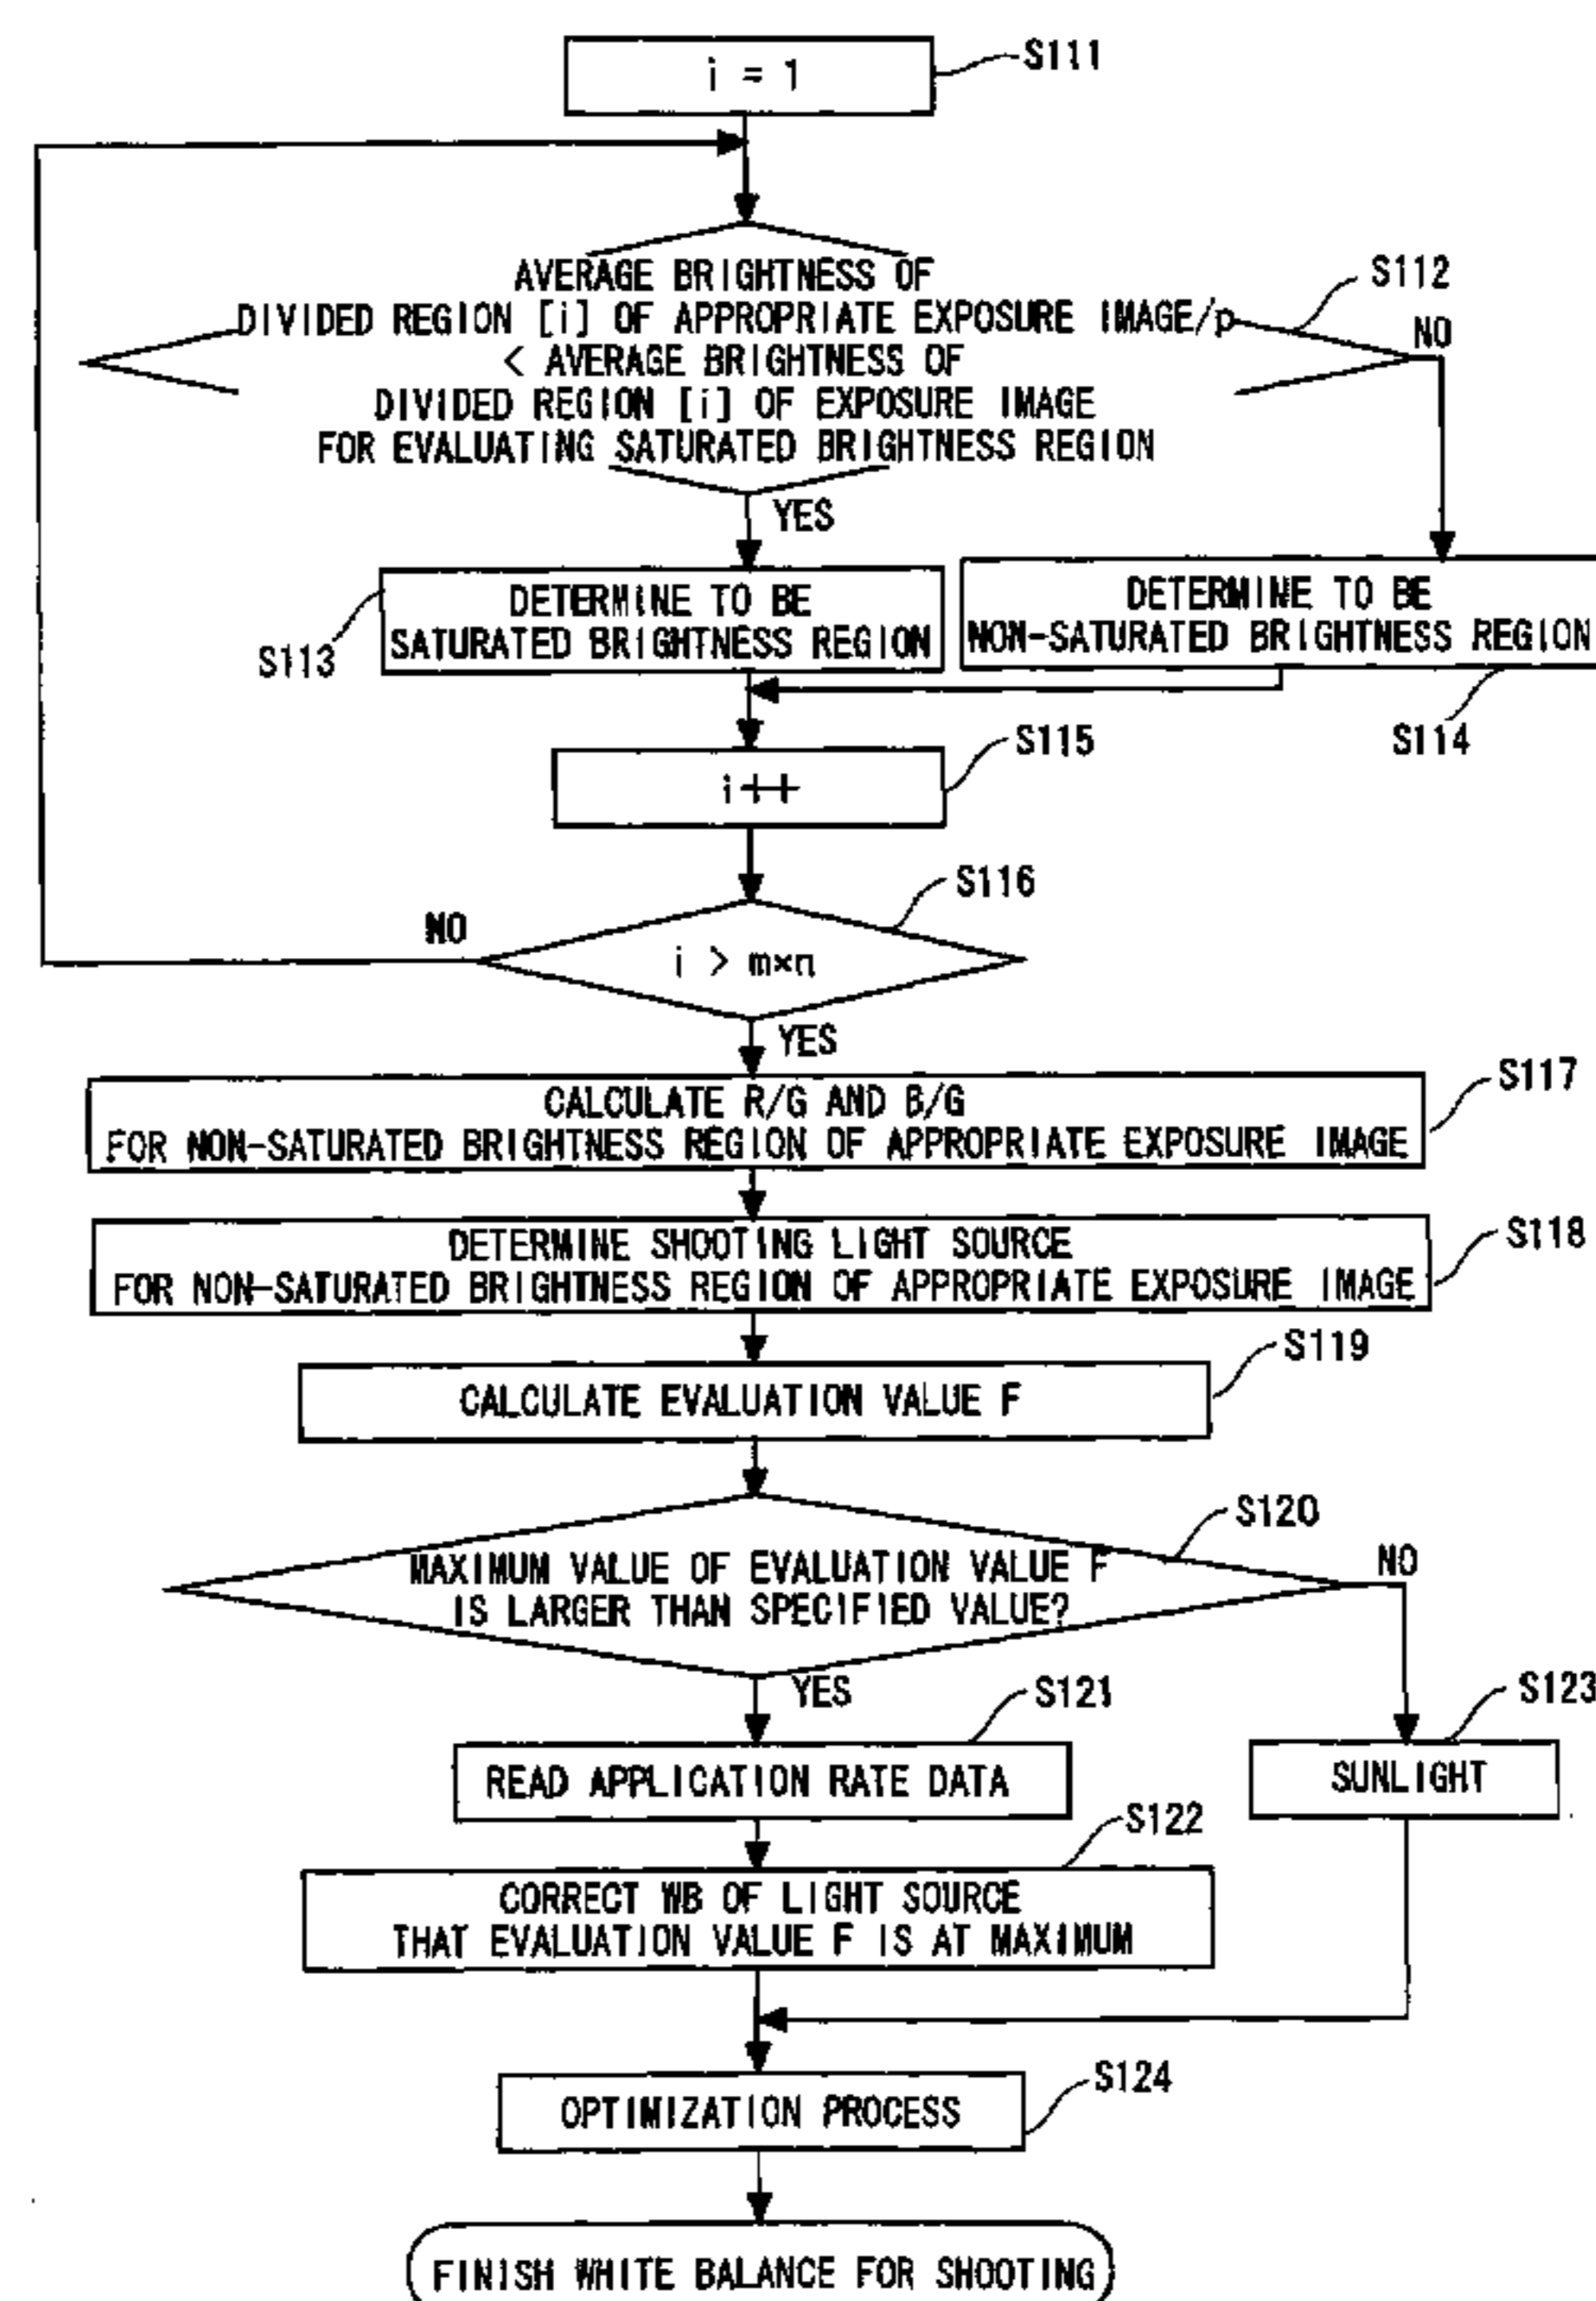 i = 1
S111
AVERAGE BRIGHTNESS OF
DIVIDED REGION [i] OF APPROPRIATE EXPOSURE IMAGE/p
< AVERAGE BRIGHTNESS OF
DIVIDED REGION [i] OF EXPOSURE IMAGE
FOR EVALUATING SATURATED BRIGHTNESS REGION
S112
NO
YES
DETERMINE TO BE
SATURATED BRIGHTNESS REGION
S113
DETERMINE TO BE
NON-SATURATED BRIGHTNESS REGION
S114
i++
S115
i > m×n
S116
NO
YES
CALCULATE R/G AND B/G
FOR NON-SATURATED BRIGHTNESS REGION OF APPROPRIATE EXPOSURE IMAGE
S117
DETERMINE SHOOTING LIGHT SOURCE
FOR NON-SATURATED BRIGHTNESS REGION OF APPROPRIATE EXPOSURE IMAGE
S118
CALCULATE EVALUATION VALUE F
S119
MAXIMUM VALUE OF EVALUATION VALUE F
IS LARGER THAN SPECIFIED VALUE?
S120
NO
YES
READ APPLICATION RATE DATA
S121
SUNLIGHT
S123
CORRECT WB OF LIGHT SOURCE
THAT EVALUATION VALUE F IS AT MAXIMUM
S122
OPTIMIZATION PROCESS
S124
FINISH WHITE BALANCE FOR SHOOTING